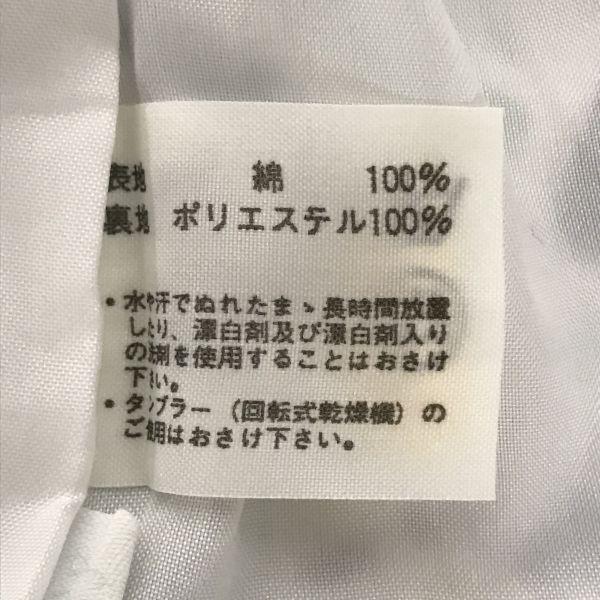 表地 綿 100%
裏地 ポリエステル100%
・水や汗でぬれたまゝ長時間放置
したり、漂白剤及び漂白剤入り
の洗剤を使用することはおさけ
下さい。
・タンブラー（回転式乾燥機）の
ご使用はおさけ下さい。